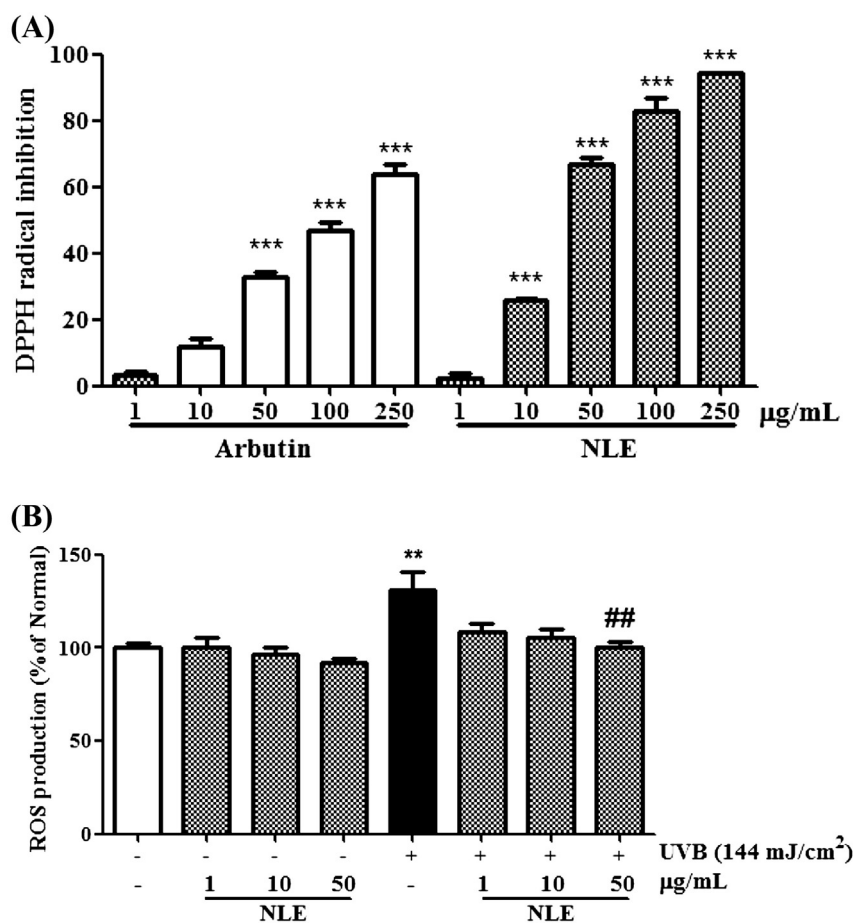 (A)
DPPH radical inhibition
100
80
60
40
20
0
***
***
***
***
***
***
***
1 10 50 100 250 1 10 50 100 250 μg/mL
Arbutin NLE
(B)
ROS production (% of Normal)
150
100
50
0
**
##
- - - - + + + + UVB (144 mJ/cm²)
- 1 10 50 - 1 10 50 μg/mL
NLE NLE